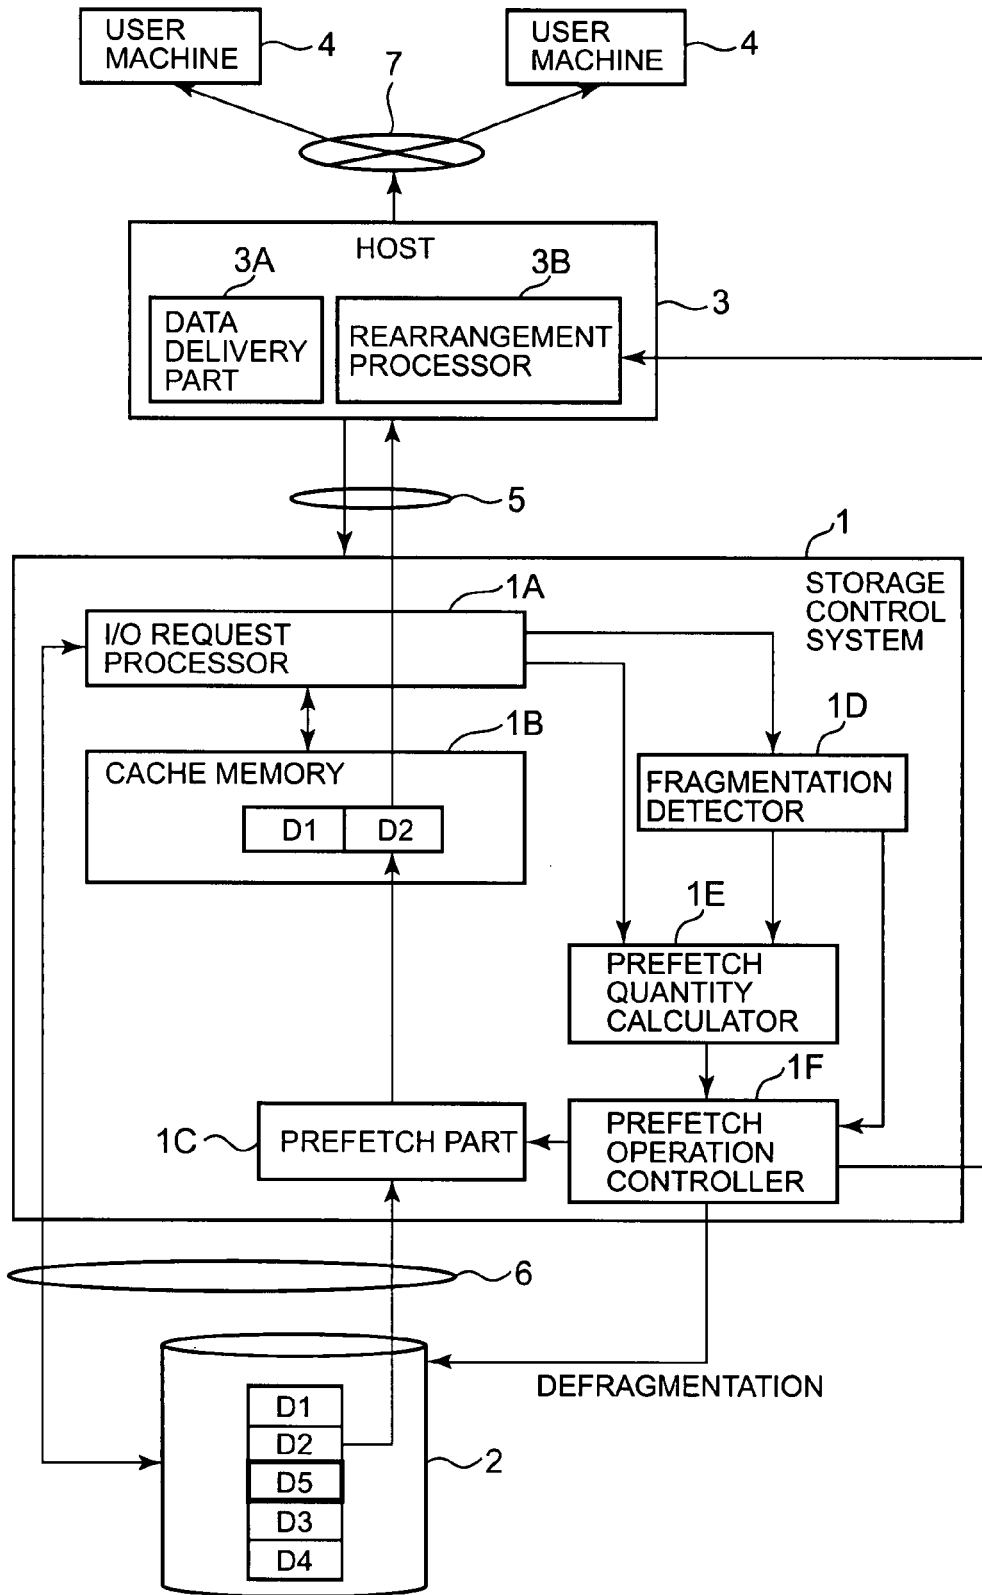 USER
MACHINE
4
USER
MACHINE
4
7
HOST
3A
3B
3
DATA
DELIVERY
PART
REARRANGEMENT
PROCESSOR
5
1
STORAGE
CONTROL
SYSTEM
1A
I/O REQUEST
PROCESSOR
1B
CACHE MEMORY
D1
D2
1D
FRAGMENTATION
DETECTOR
1E
PREFETCH
QUANTITY
CALCULATOR
1F
1C
PREFETCH PART
PREFETCH
OPERATION
CONTROLLER
6
DEFRAGMENTATION
D1
D2
D5
D3
D4
2